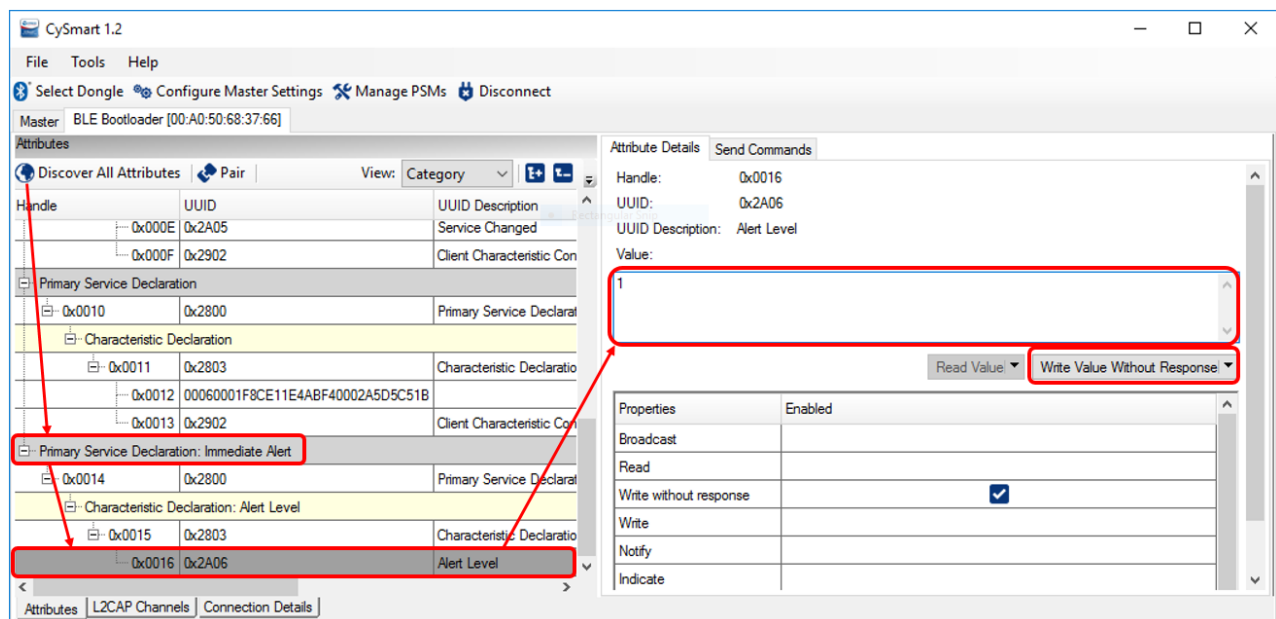 CySmart 1.2
File Tools Help
Select Dongle Configure Master Settings Manage PSMs Disconnect
Master BLE Bootloader [00:A0:50:68:37:66]
Attributes
Discover All Attributes Pair View: Category
Handle UUID UUID Description
0x000E 0x2A05 Service Changed
0x000F 0x2902 Client Characteristic Con
Primary Service Declaration
0x0010 0x2800 Primary Service Declarat
Characteristic Declaration
0x0011 0x2803 Characteristic Declaratio
0x0012 00060001F8CE11E4ABF40002A5D5C51B
0x0013 0x2902 Client Characteristic Con
Primary Service Declaration: Immediate Alert
0x0014 0x2800 Primary Service Declarat
Characteristic Declaration: Alert Level
0x0015 0x2803 Characteristic Declaratio
0x0016 0x2A06 Alert Level
Attributes L2CAP Channels Connection Details
Attribute Details Send Commands
Handle: 0x0016
UUID: 0x2A06
Rectangular Snip
UUID Description: Alert Level
Value:
1
Read Value Write Value Without Response
Properties Enabled
Broadcast
Read
Write without response
Write
Notify
Indicate